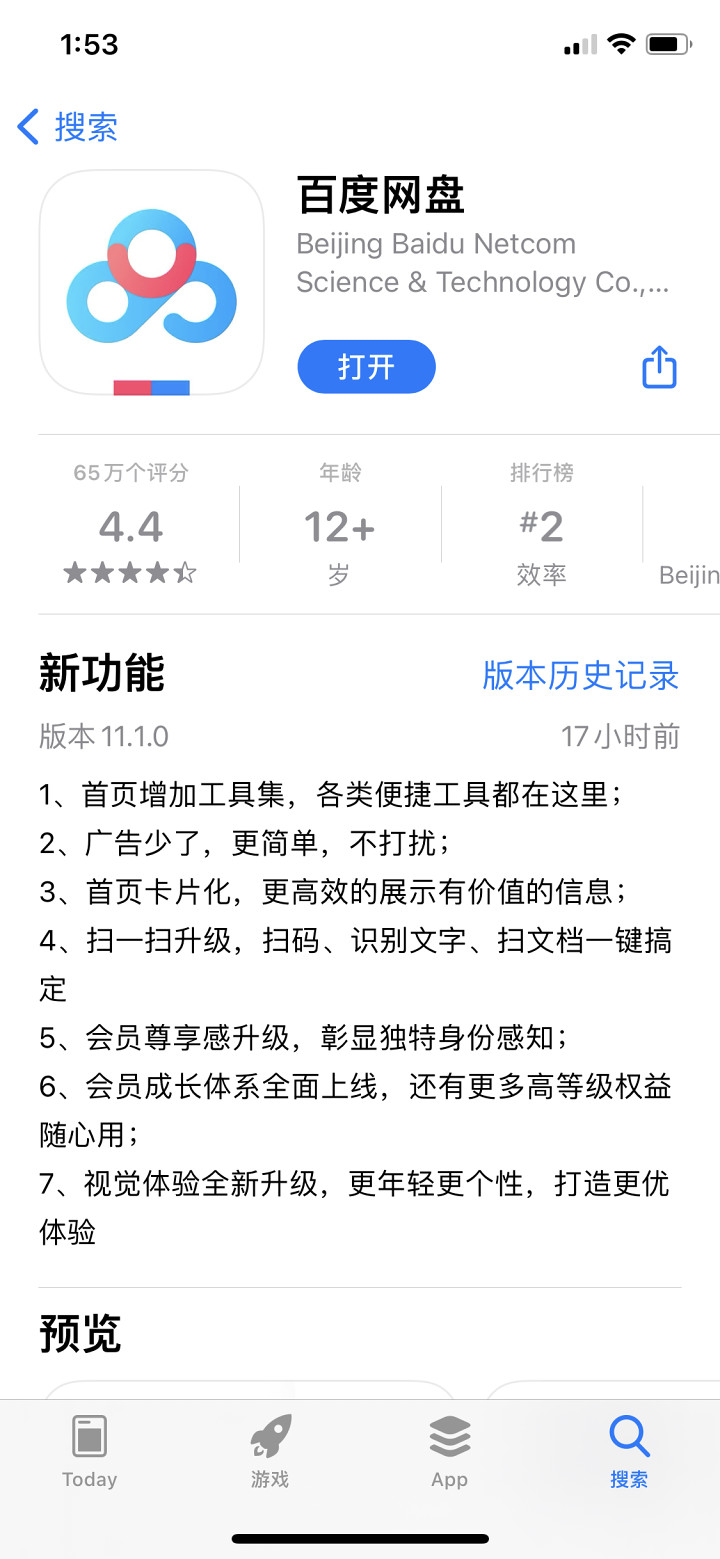 1:53
搜索
百度网盘
Beijing Baidu Netcom
Science & Technology Co.,...
打开
65万个评分
年龄
排行榜
4.4
12+
#2
岁
效率
Beijin
新功能
版本历史记录
版本 11.1.0
17小时前
1、首页增加工具集，各类便捷工具都在这里；
2、广告少了，更简单，不打扰；
3、首页卡片化，更高效的展示有价值的信息；
4、扫一扫升级，扫码、识别文字、扫文档一键搞
定
5、会员尊享感升级，彰显独特身份感知；
6、会员成长体系全面上线，还有更多高等级权益
随心用；
7、视觉体验全新升级，更年轻更个性，打造更优
体验
预览
Today
游戏
App
搜索